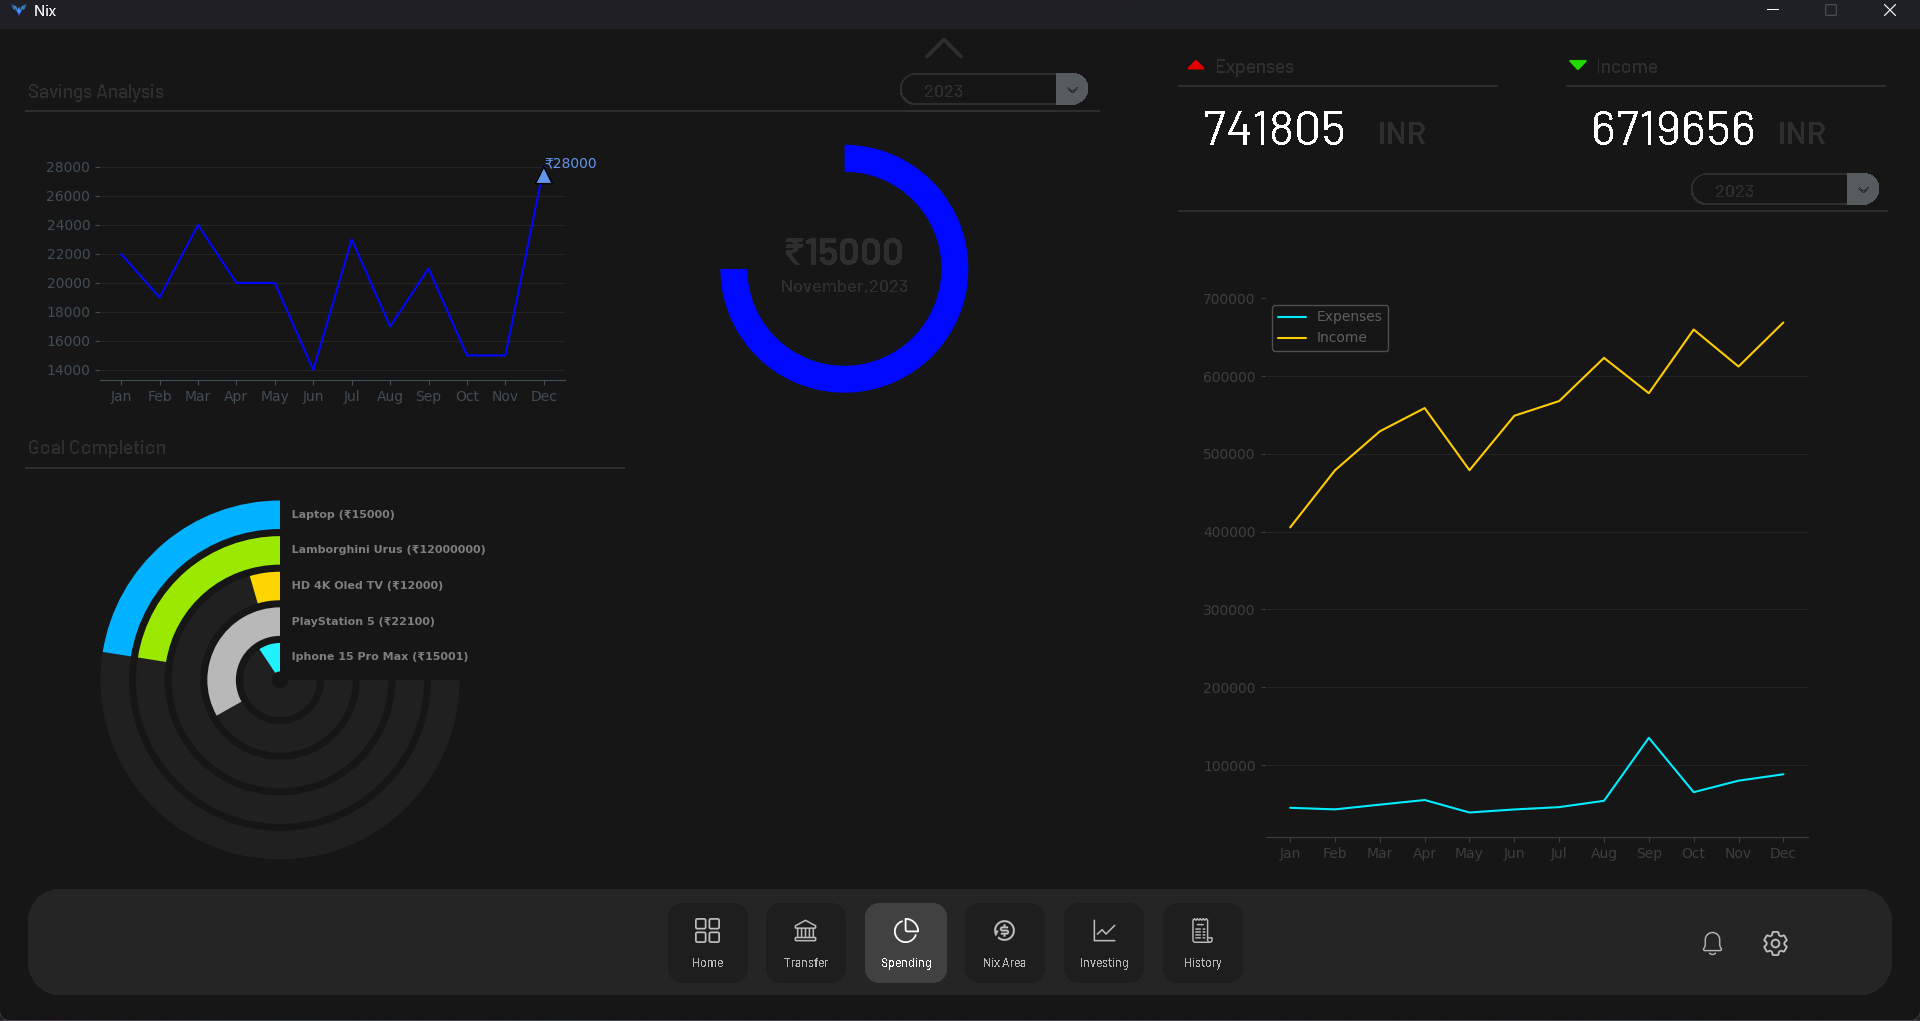 Nix
Savings Analysis
2023
28000
26000
24000
22000
20000
18000
16000
14000
₹28000
Jan Feb Mar Apr May Jun Jul Aug Sep Oct Nov Dec
₹15000
November,2023
Goal Completion
Laptop (₹15000)
Lamborghini Urus (₹12000000)
HD 4K Oled TV (₹12000)
PlayStation 5 (₹22100)
Iphone 15 Pro Max (₹15001)
Expenses
741805 INR
Income
6719656 INR
2023
700000
600000
500000
400000
300000
200000
100000
Expenses
Income
Jan Feb Mar Apr May Jun Jul Aug Sep Oct Nov Dec
Home Transfer Spending Nix Area Investing History